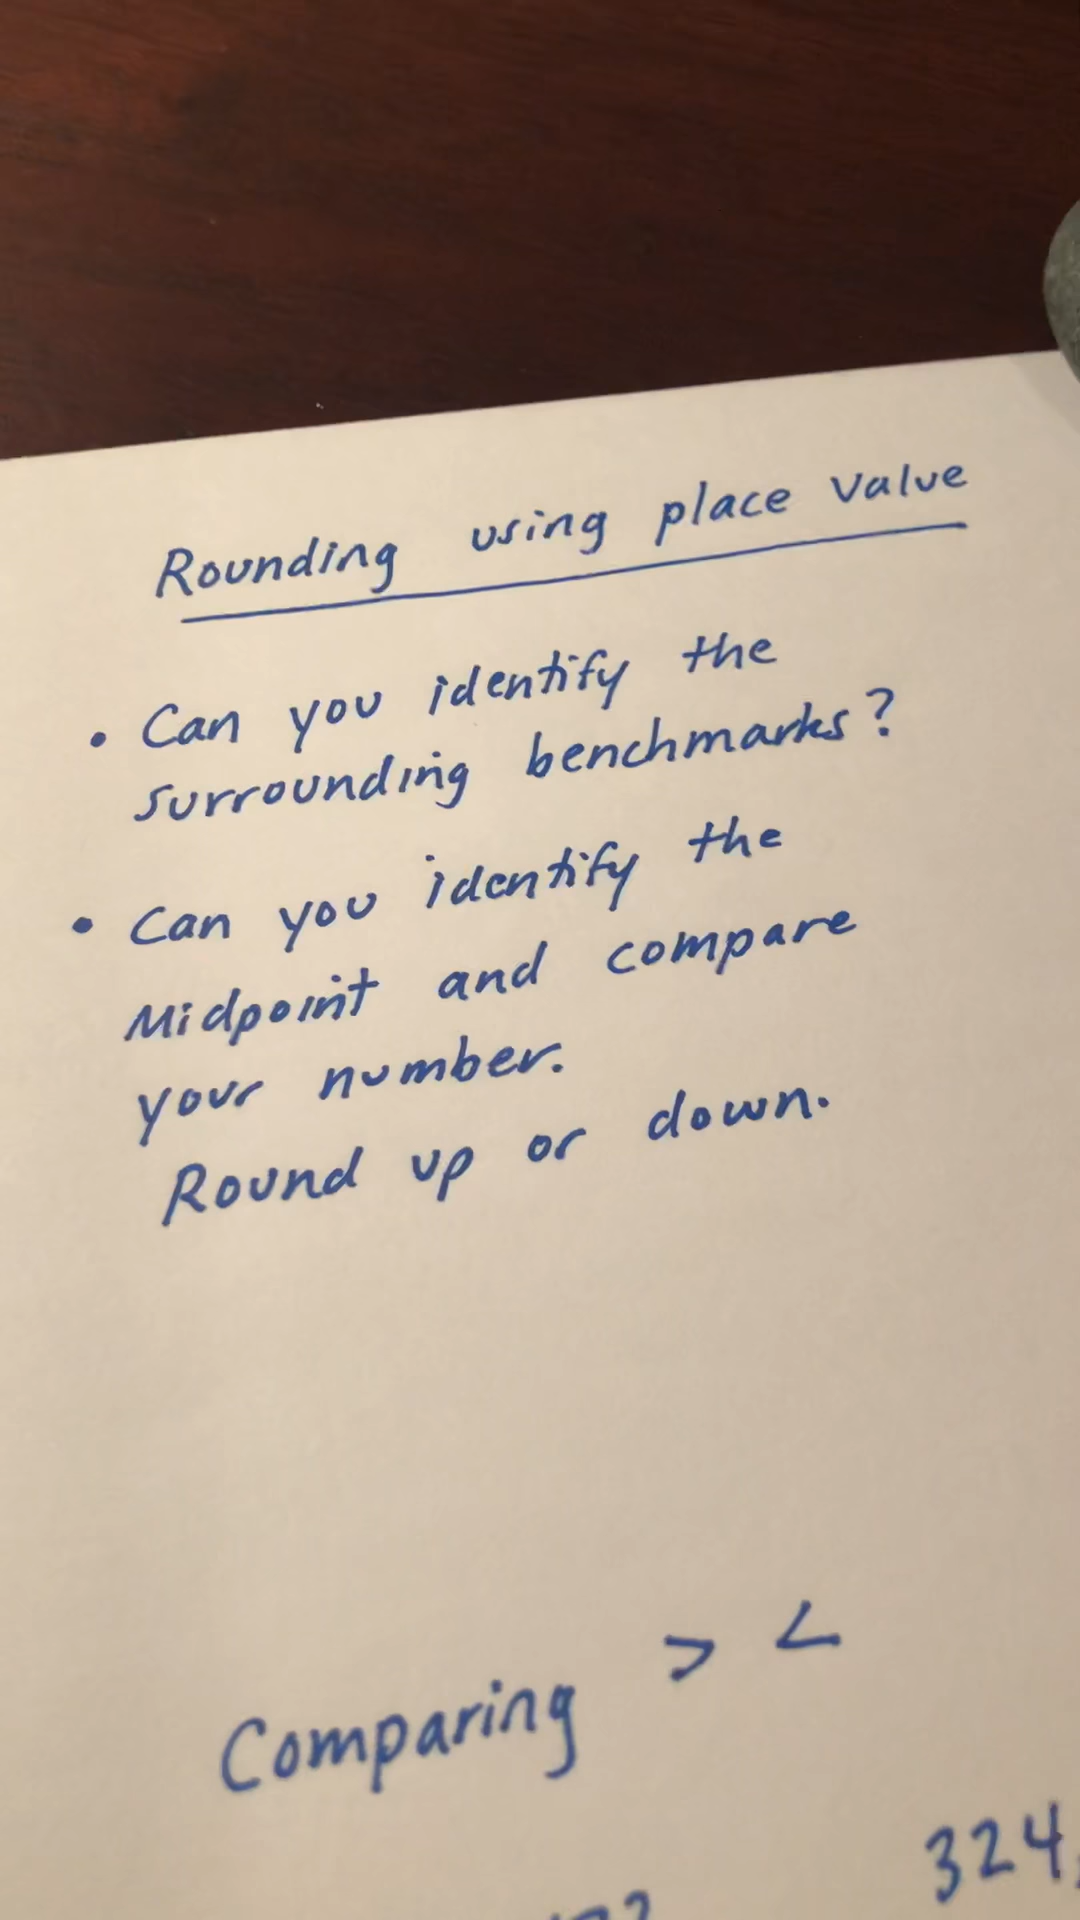 Rounding using place value
• Can you identify the
surrounding benchmarks?
• Can you identify the
Midpoint and compare
your number.
Round up or down.
Comparing > <
324,